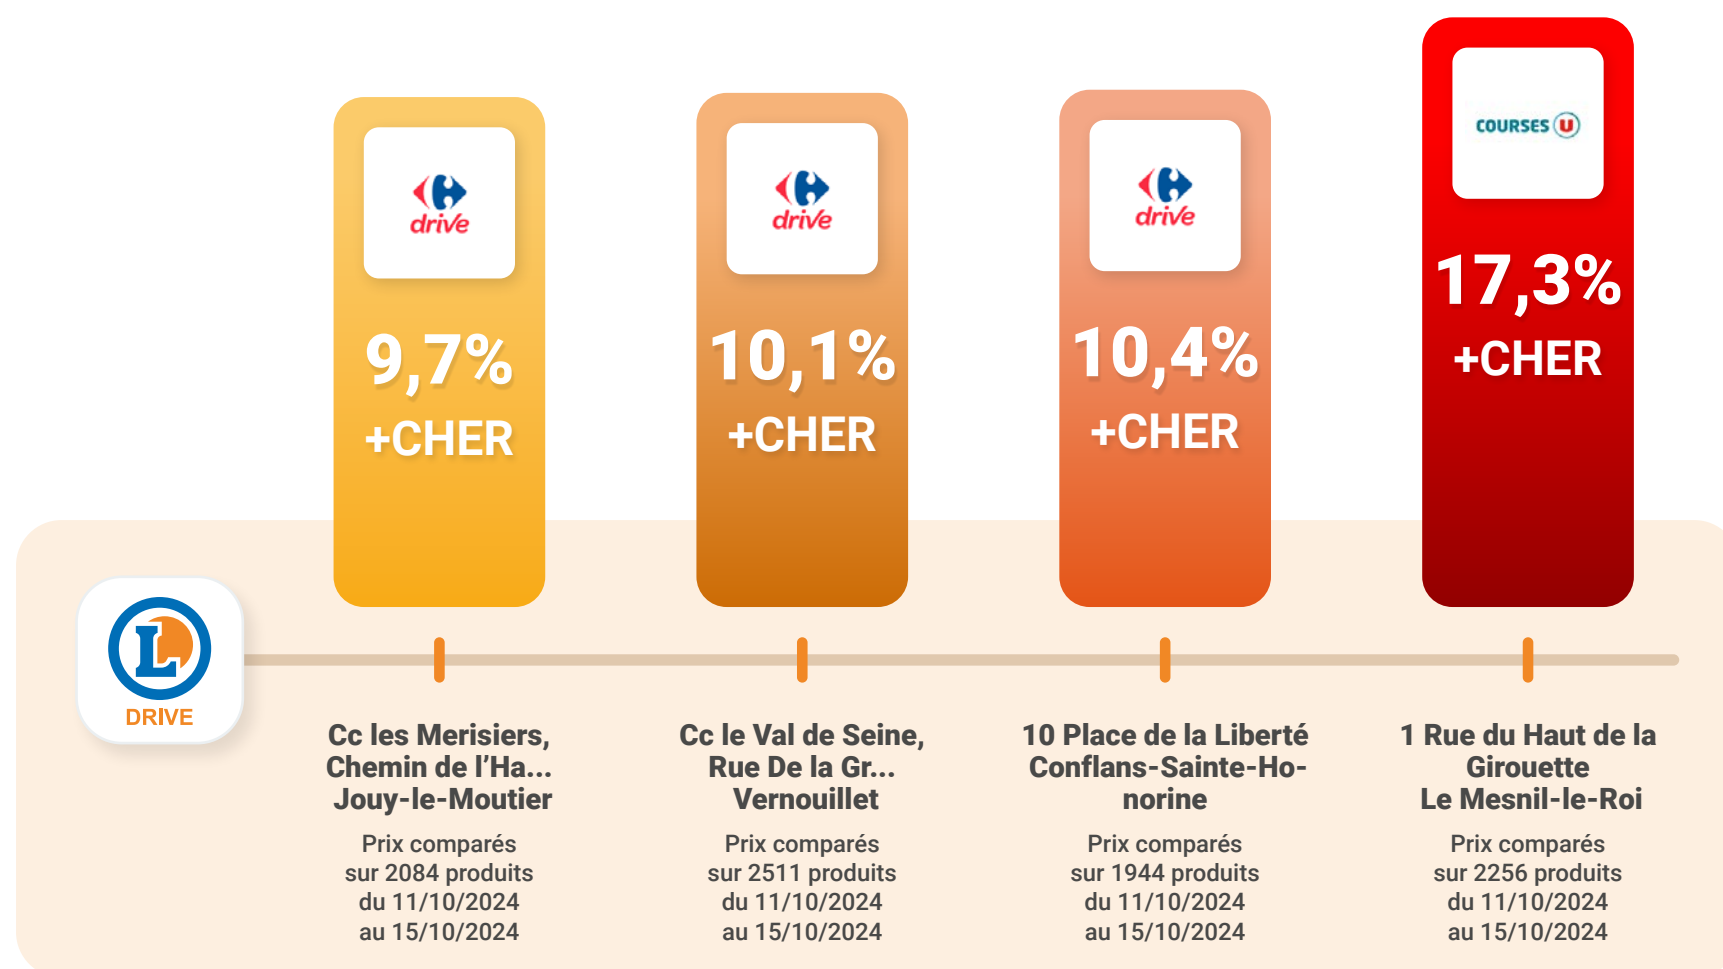 drive
9,7%
+CHER
drive
10,1%
+CHER
drive
10,4%
+CHER
COURSES U
17,3%
+CHER
L
DRIVE
Cc les Merisiers,
Chemin de l'Ha...
Jouy-le-Moutier
Prix comparés
sur 2084 produits
du 11/10/2024
au 15/10/2024
Cc le Val de Seine,
Rue De la Gr...
Vernouillet
Prix comparés
sur 2511 produits
du 11/10/2024
au 15/10/2024
10 Place de la Liberté
Conflans-Sainte-Ho-
norine
Prix comparés
sur 1944 produits
du 11/10/2024
au 15/10/2024
1 Rue du Haut de la
Girouette
Le Mesnil-le-Roi
Prix comparés
sur 2256 produits
du 11/10/2024
au 15/10/2024